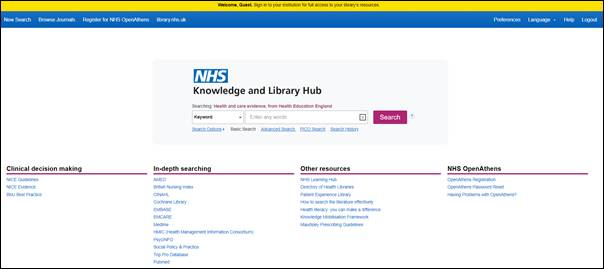 Welcome, Guest. Sign in to your institution for full access to your library's resources.
New Search Browse Journals Register for NHS OpenAthens library.nhs.uk Preferences Language Help Logout
NHS
Knowledge and Library Hub
Searching: Health and care evidence, from Health Education England
Keyword Enter any words Search
Search Options Basic Search Advanced Search PICO Search Search History
Clinical decision making
NICE Guidelines
NICE Evidence
BMJ Best Practice
In-depth searching
AMED
British Nursing Index
CINAHL
Cochrane Library
EMBASE
EMCARE
Medline
HMIC (Health Management Information Consortium)
PsycINFO
Social Policy & Practice
Trip Pro Database
Pubmed
Other resources
NHS Learning Hub
Directory of Health Libraries
Patient Experience Library
How to search the literature effectively
Health literacy: you can make a difference
Knowledge Mobilisation Framework
Maudsley Prescribing Guidelines
NHS OpenAthens
OpenAthens Registration
OpenAthens Password Reset
Having Problems with OpenAthens?